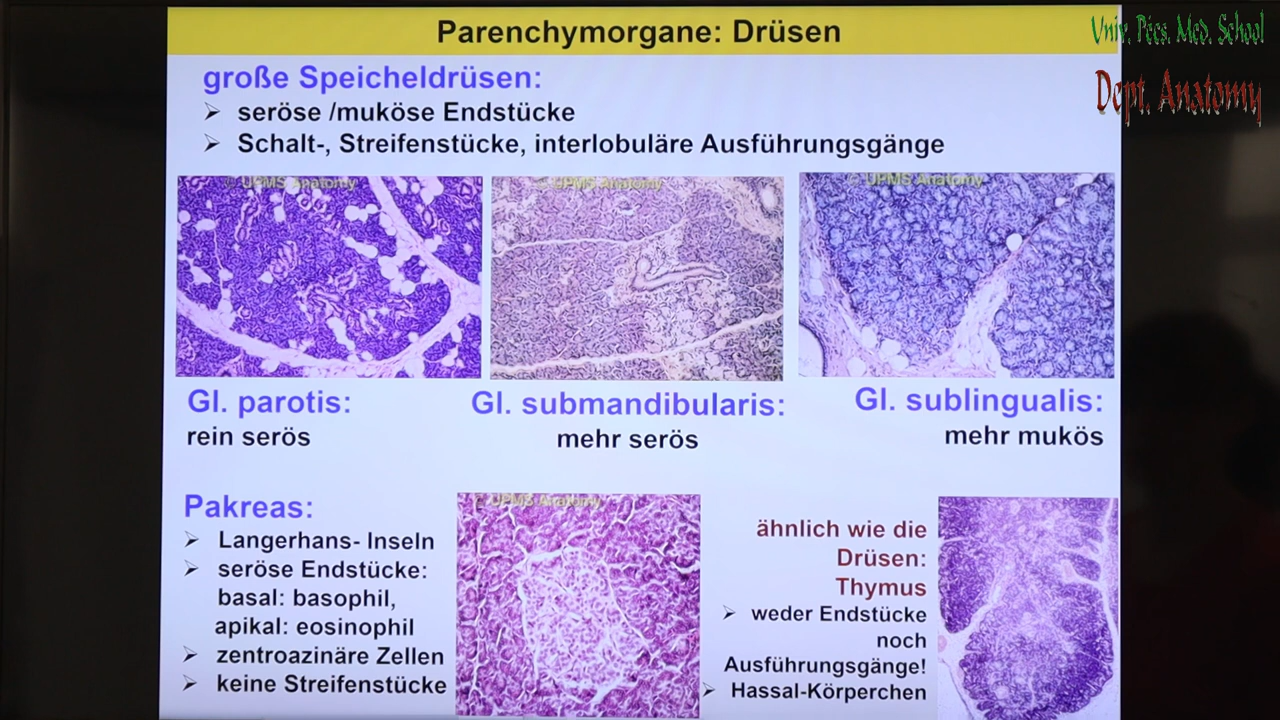 Parenchymorgane: Drüsen
Univ. Pécs. Med. School
Dept. Anatomy
große Speicheldrüsen:
➢ seröse /muköse Endstücke
➢ Schalt-, Streifenstücke, interlobuläre Ausführungsgänge
© UPMS Anatomy
© UPMS Anatomy
© UPMS Anatomy
Gl. parotis:
rein serös
Gl. submandibularis:
mehr serös
Gl. sublingualis:
mehr mukös
Pakreas:
➢ Langerhans- Inseln
➢ seröse Endstücke:
basal: basophil,
apikal: eosinophil
➢ zentroazinäre Zellen
➢ keine Streifenstücke
© UPMS Anatomy
ähnlich wie die
Drüsen:
Thymus
➢ weder Endstücke
noch
Ausführungsgänge!
➢ Hassal-Körperchen